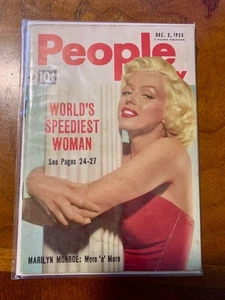 DEC. 2, 1953
People
10¢
WORLD'S
SPEEDIEST
WOMAN
See Pages 24-27
MARILYN MONROE: More 'n' More